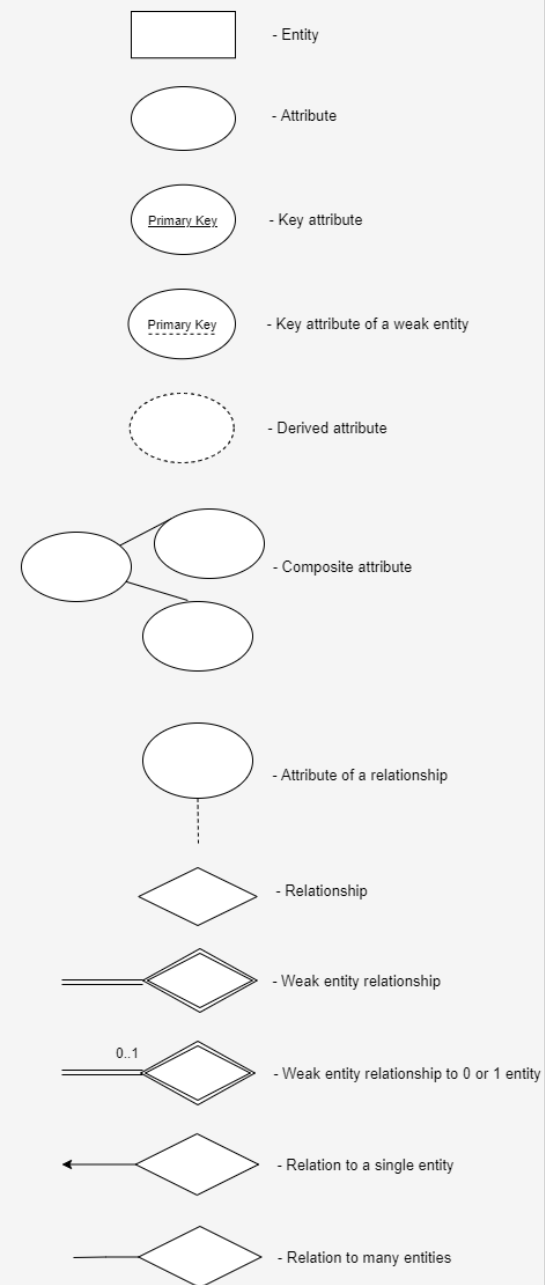 - Entity
- Attribute
Primary Key
- Key attribute
Primary Key
- Key attribute of a weak entity
- Derived attribute
- Composite attribute
- Attribute of a relationship
- Relationship
- Weak entity relationship
0..1
- Weak entity relationship to 0 or 1 entity
- Relation to a single entity
- Relation to many entities